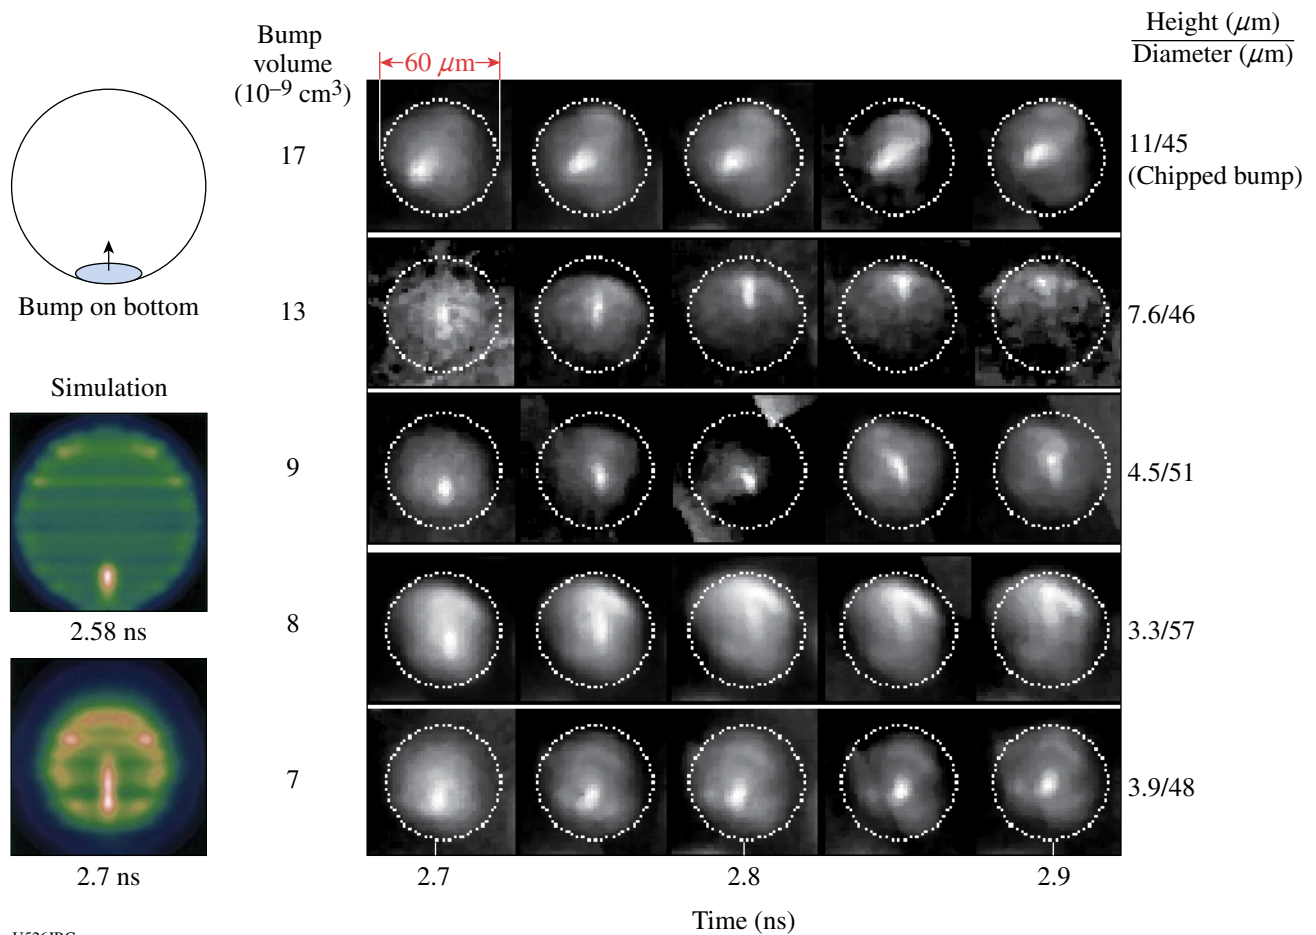 Bump
volume
(10–9 cm3)
60 μm
Height (μm)
Diameter (μm)
17
11/45
(Chipped bump)
Bump on bottom
13
7.6/46
Simulation
9
4.5/51
2.58 ns
8
3.3/57
7
3.9/48
2.7 ns
2.7
2.8
2.9
Time (ns)